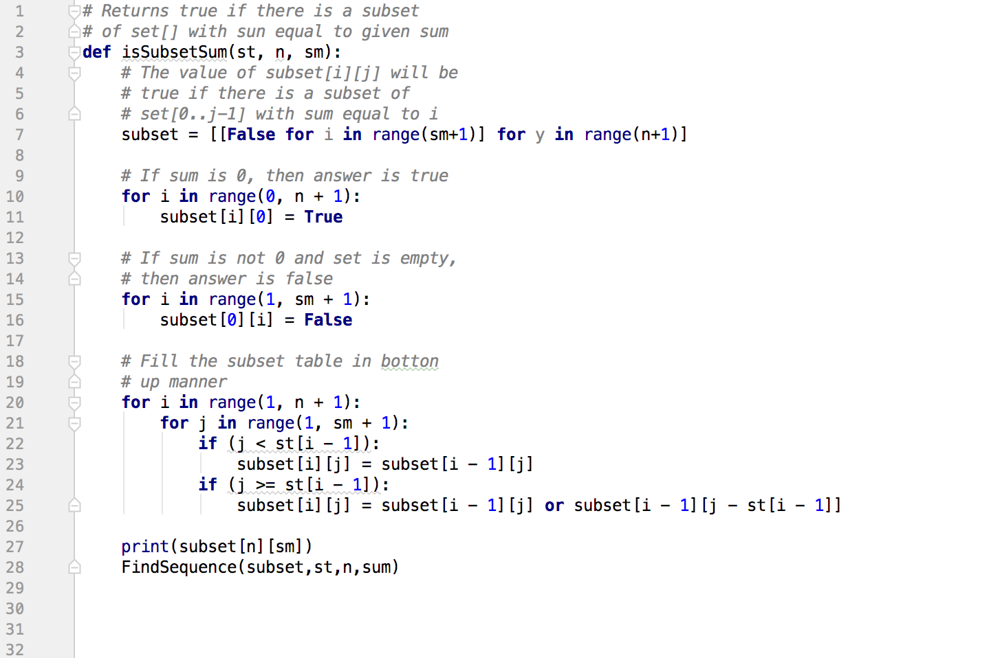 1 # Returns true if there is a subset
2 # of set[] with sun equal to given sum
3 def isSubsetSum(st, n, sm):
4     # The value of subset[i][j] will be
5     # true if there is a subset of
6     # set[0..j-1] with sum equal to i
7     subset = [[False for i in range(sm+1)] for y in range(n+1)]
8
9     # If sum is 0, then answer is true
10     for i in range(0, n + 1):
11         subset[i][0] = True
12
13     # If sum is not 0 and set is empty,
14     # then answer is false
15     for i in range(1, sm + 1):
16         subset[0][i] = False
17
18     # Fill the subset table in botton
19     # up manner
20     for i in range(1, n + 1):
21         for j in range(1, sm + 1):
22             if (j < st[i - 1]):
23                 subset[i][j] = subset[i - 1][j]
24             if (j >= st[i - 1]):
25                 subset[i][j] = subset[i - 1][j] or subset[i - 1][j - st[i - 1]]
26
27     print(subset[n][sm])
28     FindSequence(subset,st,n,sum)
29
30
31
32